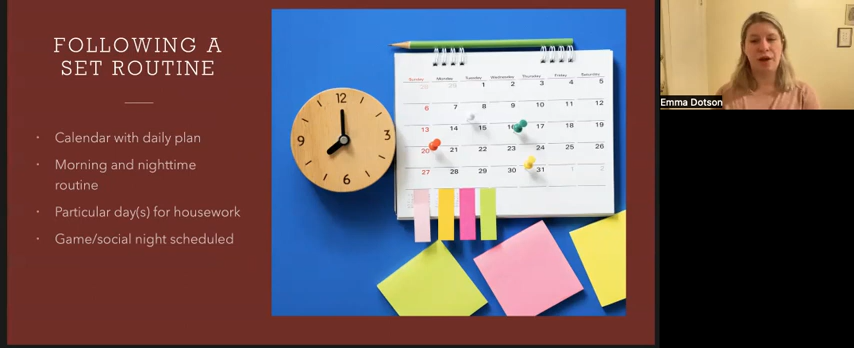 FOLLOWING A
SET ROUTINE
• Calendar with daily plan
• Morning and nighttime
routine
• Particular day(s) for housework
• Game/social night scheduled
12
9 3
6
Sunday Monday Tuesday Wednesday Thursday Friday Saturday
1 2 3 4 5
6 7 8 9 10 11 12
13 14 15 16 17 18 19
20 21 22 23 24 25 26
27 28 29 30 31 1 2
Emma Dotson